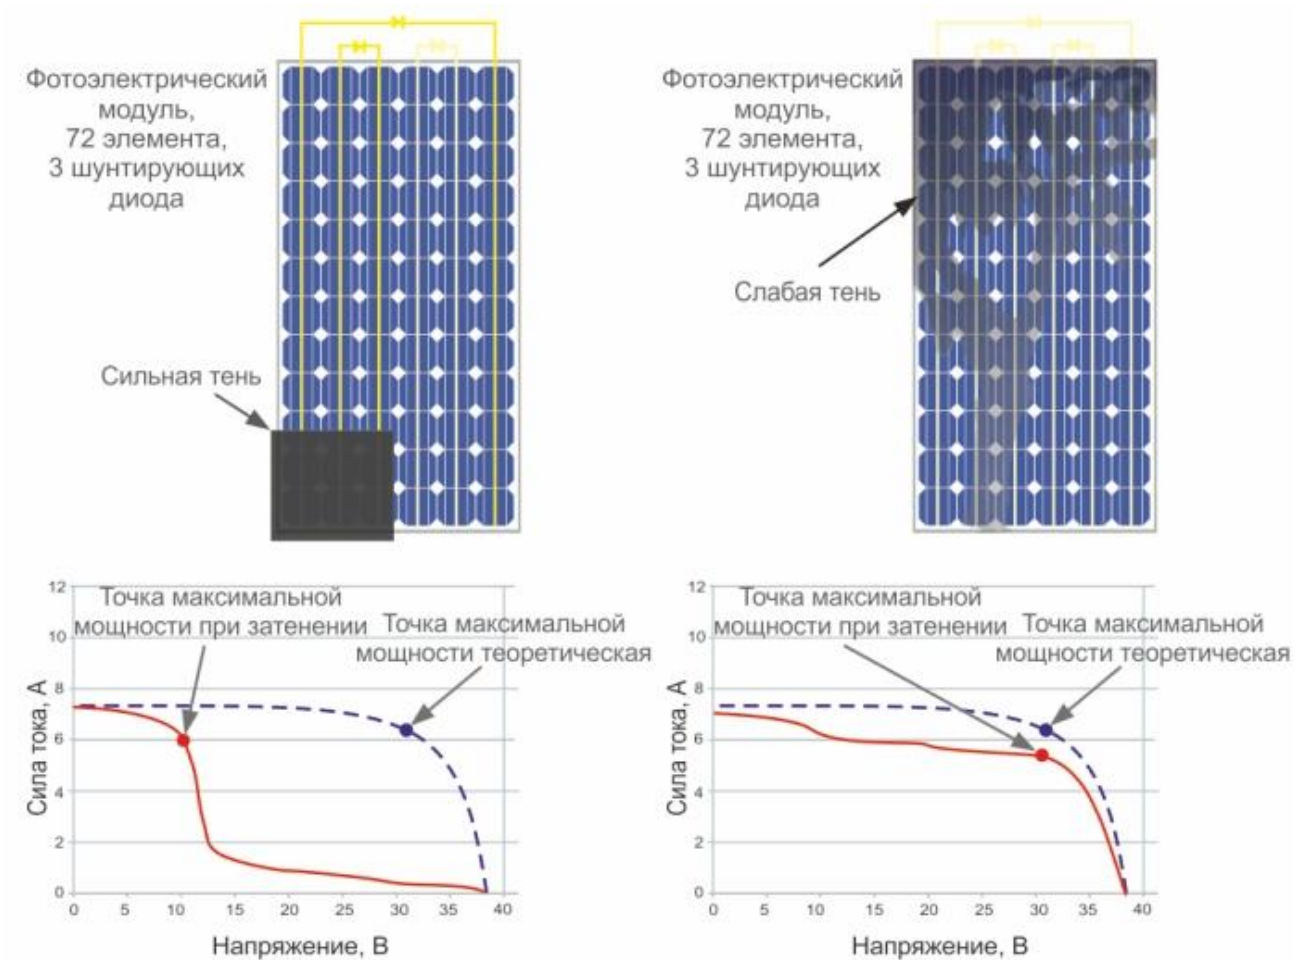 Фотоэлектрический
модуль,
72 элемента,
3 шунтирующих
диода
Сильная тень
Фотоэлектрический
модуль,
72 элемента,
3 шунтирующих
диода
Слабая тень
12
10
8
6
4
2
0
Сила тока, А
Точка максимальной
мощности при затенении
Точка максимальной
мощности теоретическая
0 5 10 15 20 25 30 35 40
Напряжение, В
12
10
8
6
4
2
0
Сила тока, А
Точка максимальной
мощности при затенении
Точка максимальной
мощности теоретическая
0 5 10 15 20 25 30 35 40
Напряжение, В